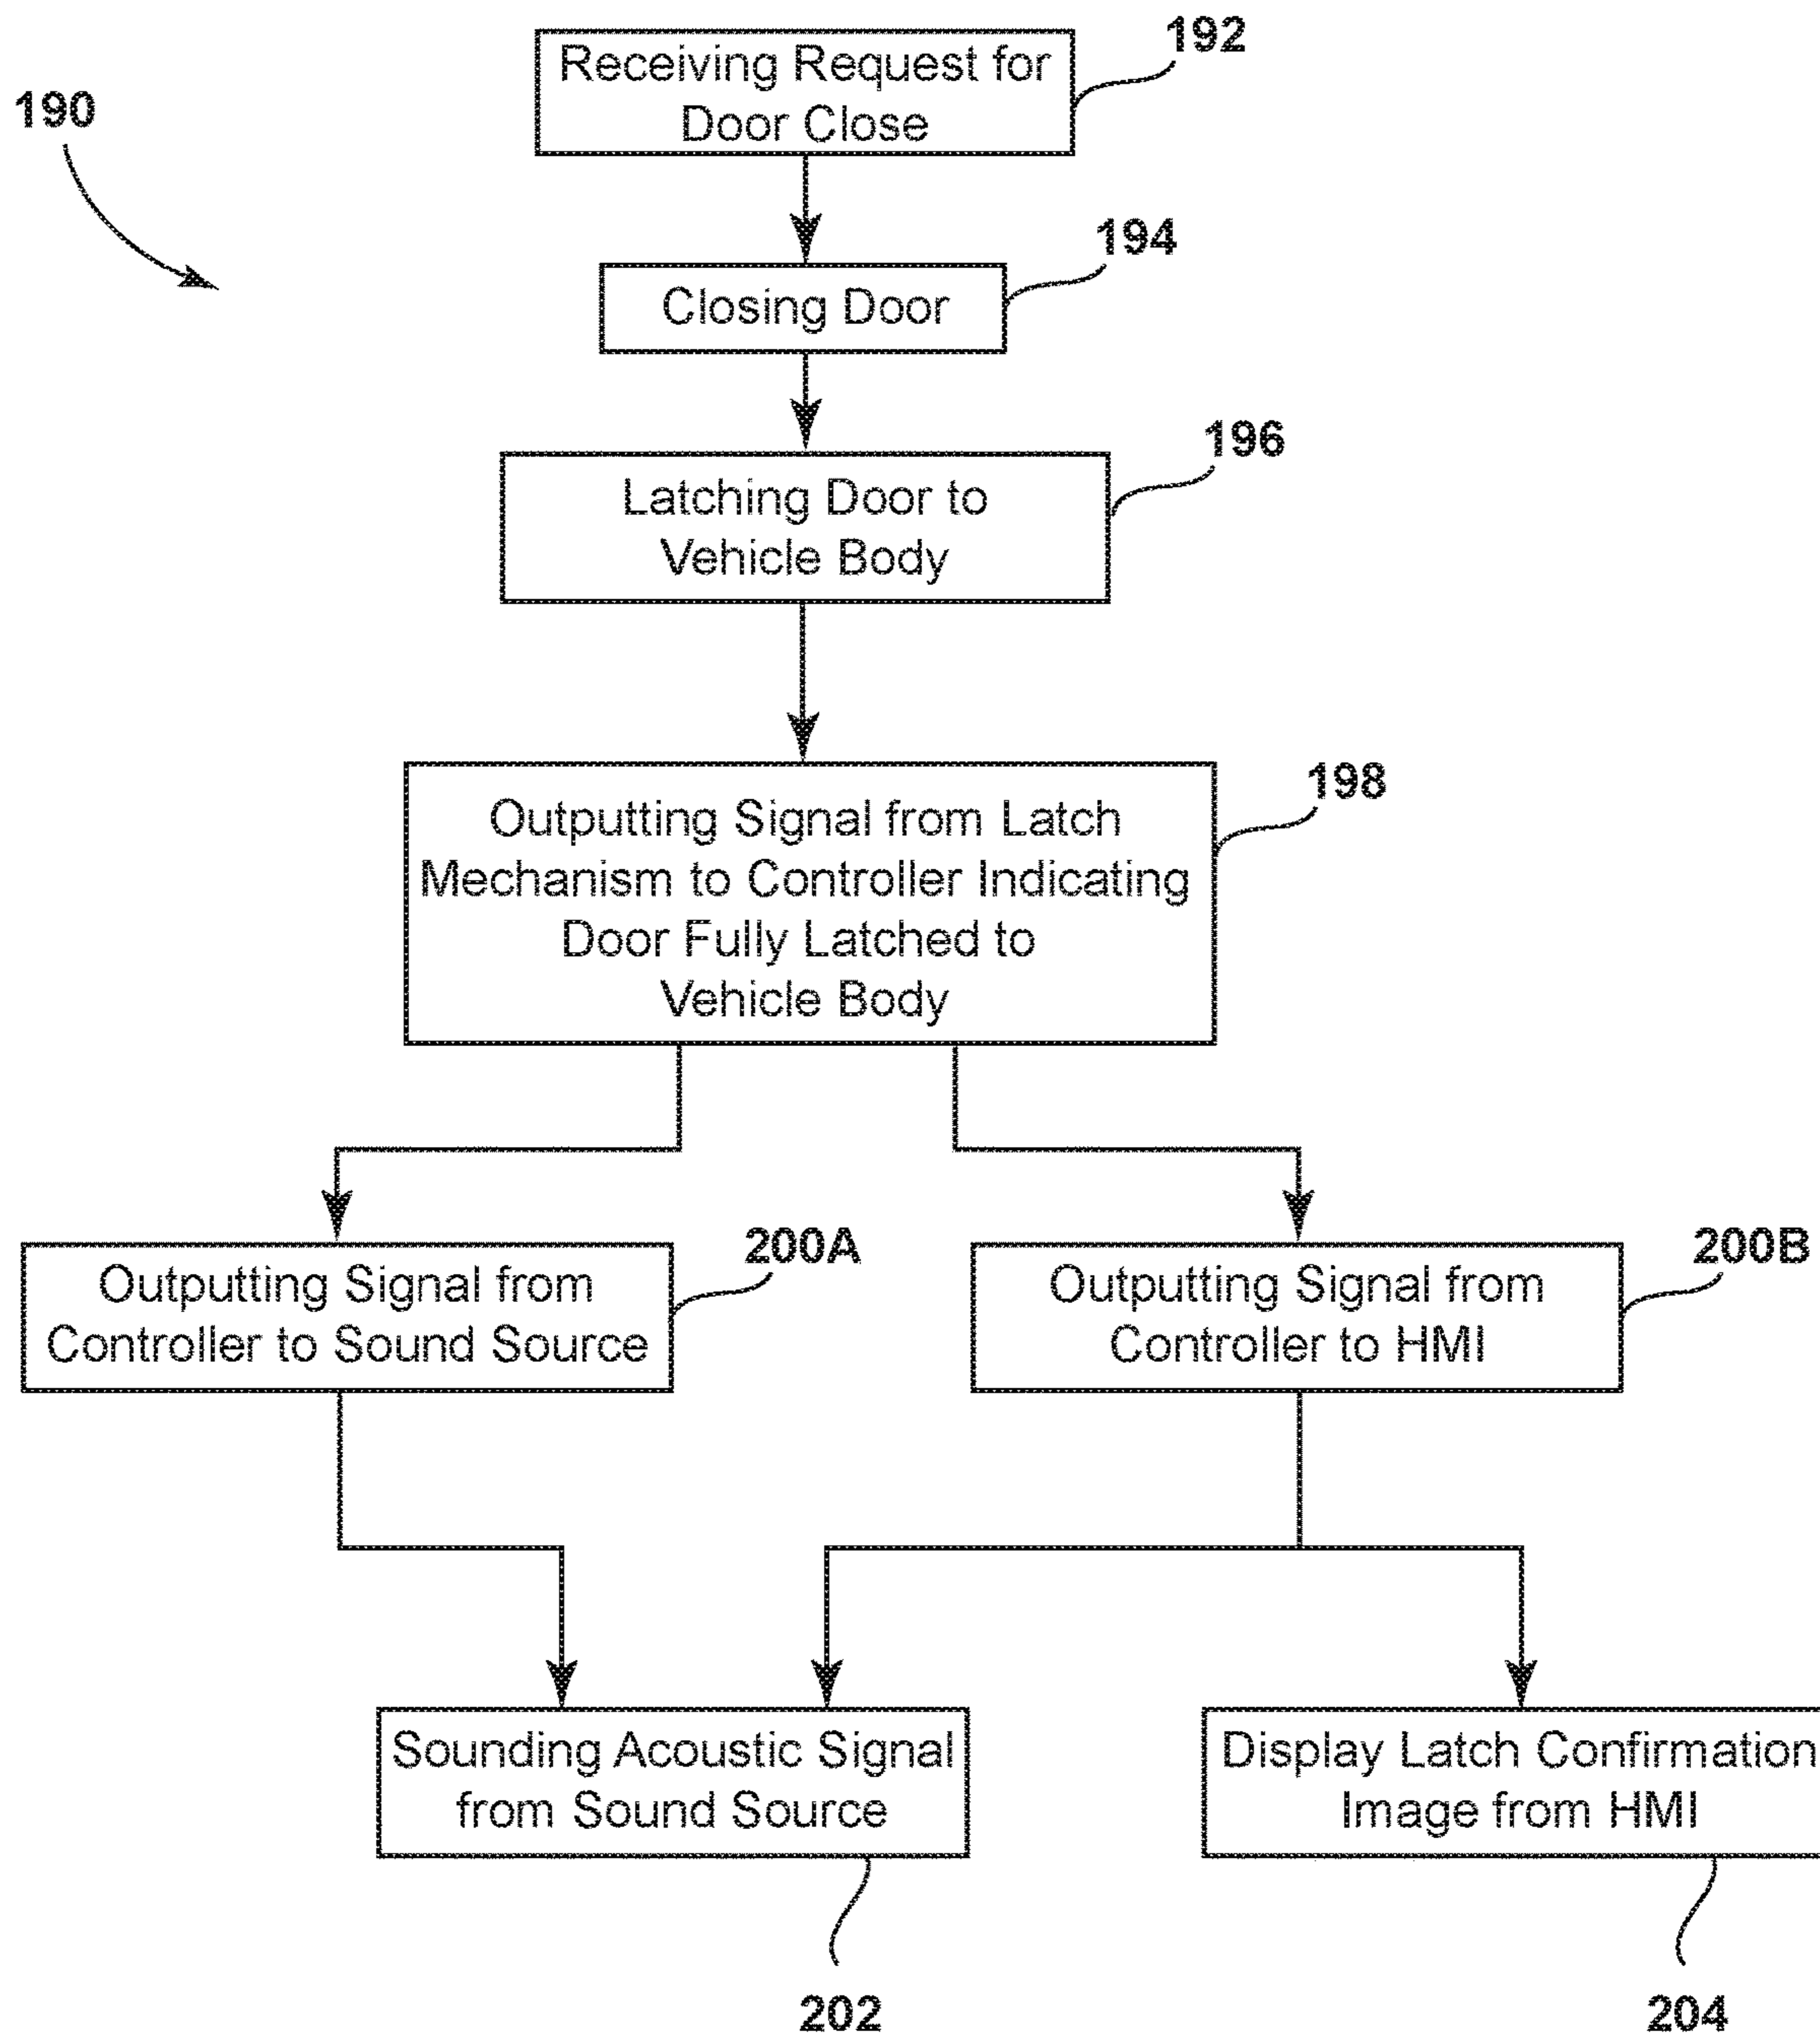 192
Receiving Request for
Door Close
190
194
Closing Door
196
Latching Door to
Vehicle Body
198
Outputting Signal from Latch
Mechanism to Controller Indicating
Door Fully Latched to
Vehicle Body
200A
Outputting Signal from
Controller to Sound Source
200B
Outputting Signal from
Controller to HMI
Sounding Acoustic Signal
from Sound Source
Display Latch Confirmation
Image from HMI
202
204